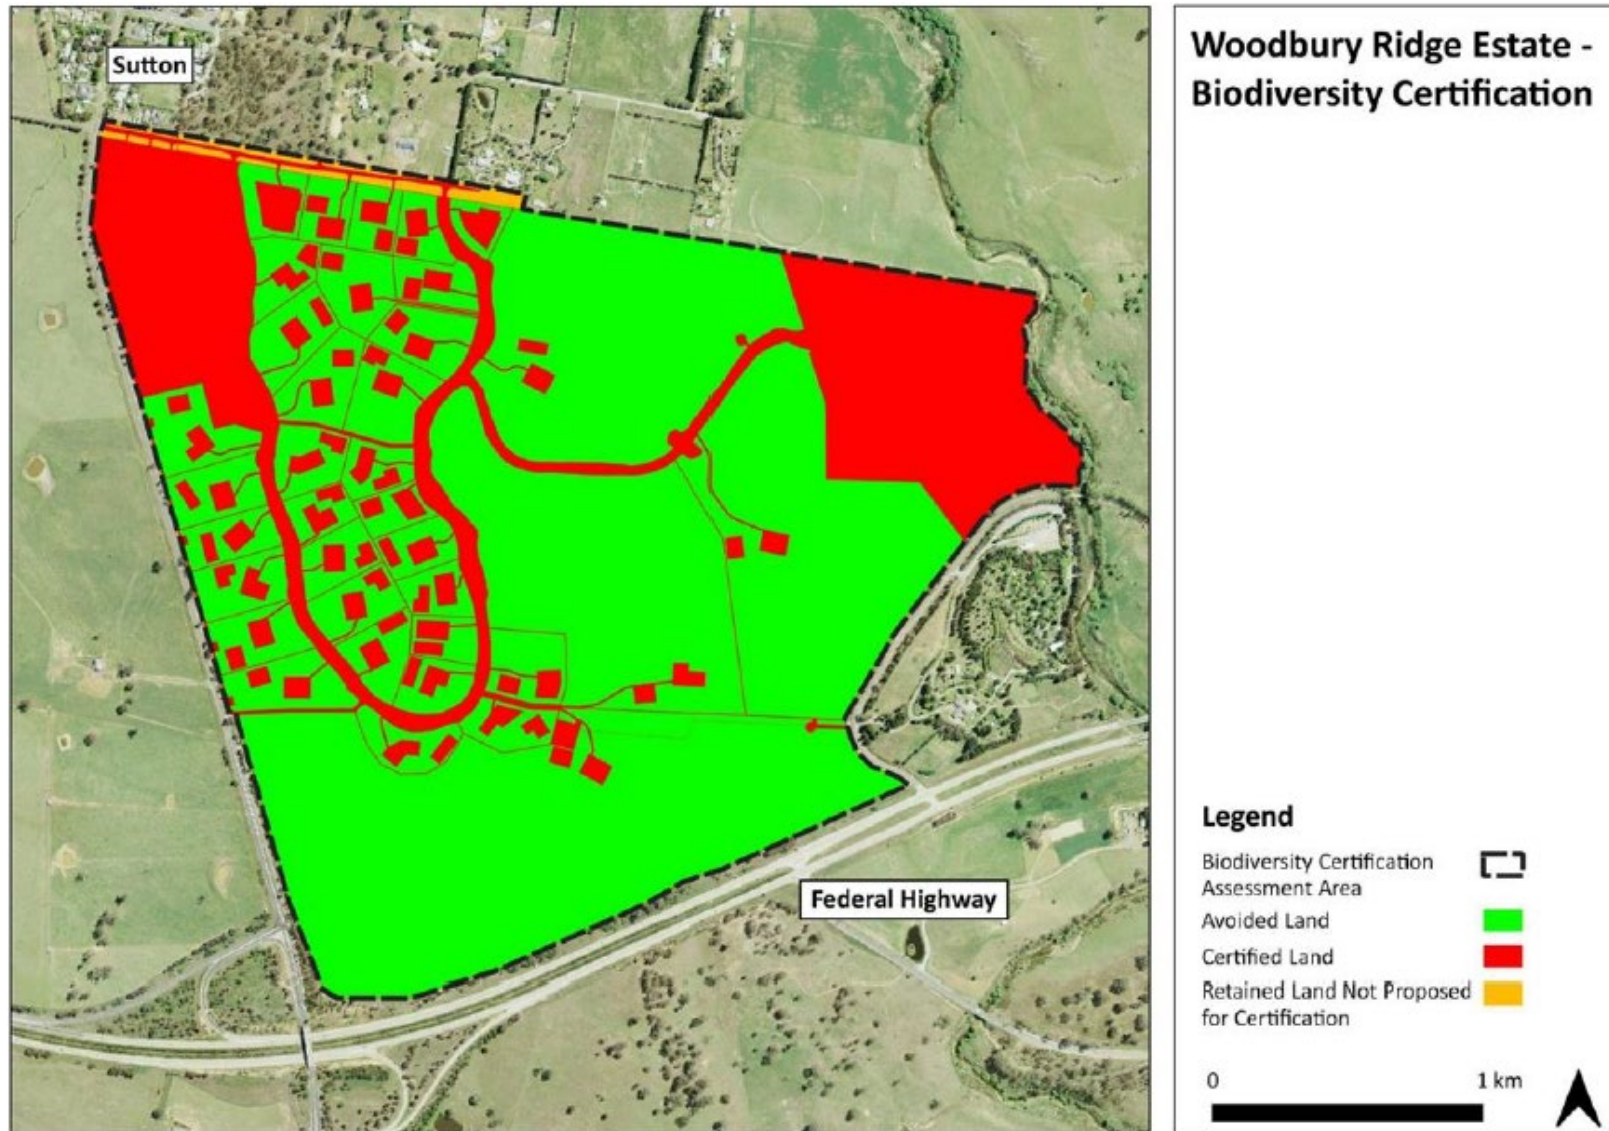 Sutton
Federal Highway
Woodbury Ridge Estate -
Biodiversity Certification
Legend
Biodiversity Certification
Assessment Area
Avoided Land
Certified Land
Retained Land Not Proposed
for Certification
0 1 km